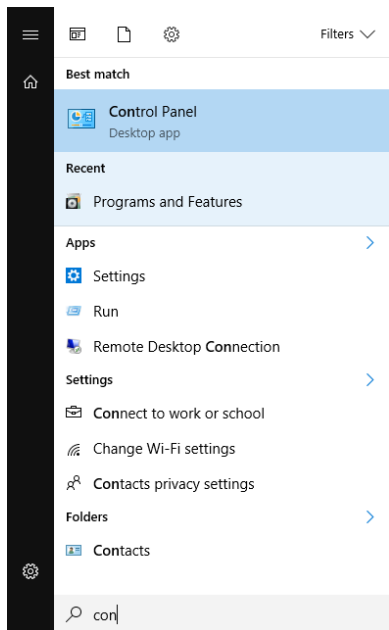 Filters
Best match
Control Panel
Desktop app
Recent
Programs and Features
Apps
Settings
Run
Remote Desktop Connection
Settings
Connect to work or school
Change Wi-Fi settings
Contacts privacy settings
Folders
Contacts
con